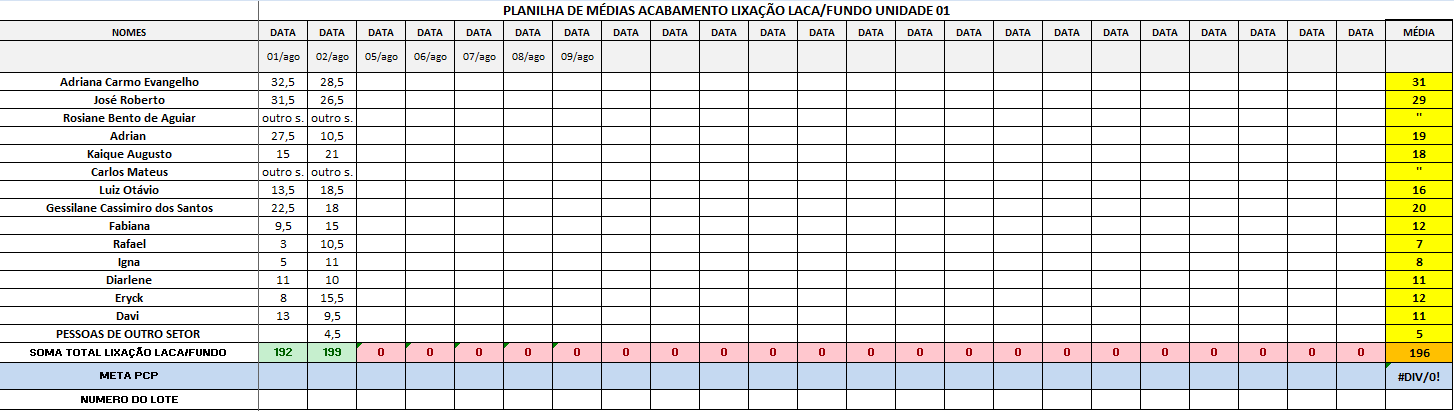 PLANILHA DE MÉDIAS ACABAMENTO LIXAÇÃO LACA/FUNDO UNIDADE 01
NOMES DATA DATA DATA DATA DATA DATA DATA DATA DATA DATA DATA DATA DATA DATA DATA DATA DATA DATA DATA DATA DATA DATA DATA MÉDIA
01/ago 02/ago 05/ago 06/ago 07/ago 08/ago 09/ago
Adriana Carmo Evangelho 32,5 28,5 31
José Roberto 31,5 26,5 29
Rosiane Bento de Aguiar outro s. outro s. "
Adrian 27,5 10,5 19
Kaique Augusto 15 21 18
Carlos Mateus outro s. outro s. "
Luiz Otávio 13,5 18,5 16
Gessilane Cassimiro dos Santos 22,5 18 20
Fabiana 9,5 15 12
Rafael 3 10,5 7
Igna 5 11 8
Diarlene 11 10 11
Eryck 8 15,5 12
Davi 13 9,5 11
PESSOAS DE OUTRO SETOR 4,5 5
SOMA TOTAL LIXAÇÃO LACA/FUNDO 192 199 0 0 0 0 0 0 0 0 0 0 0 0 0 0 0 0 0 0 0 0 0 196
META PCP #DIV/0!
NUMERO DO LOTE